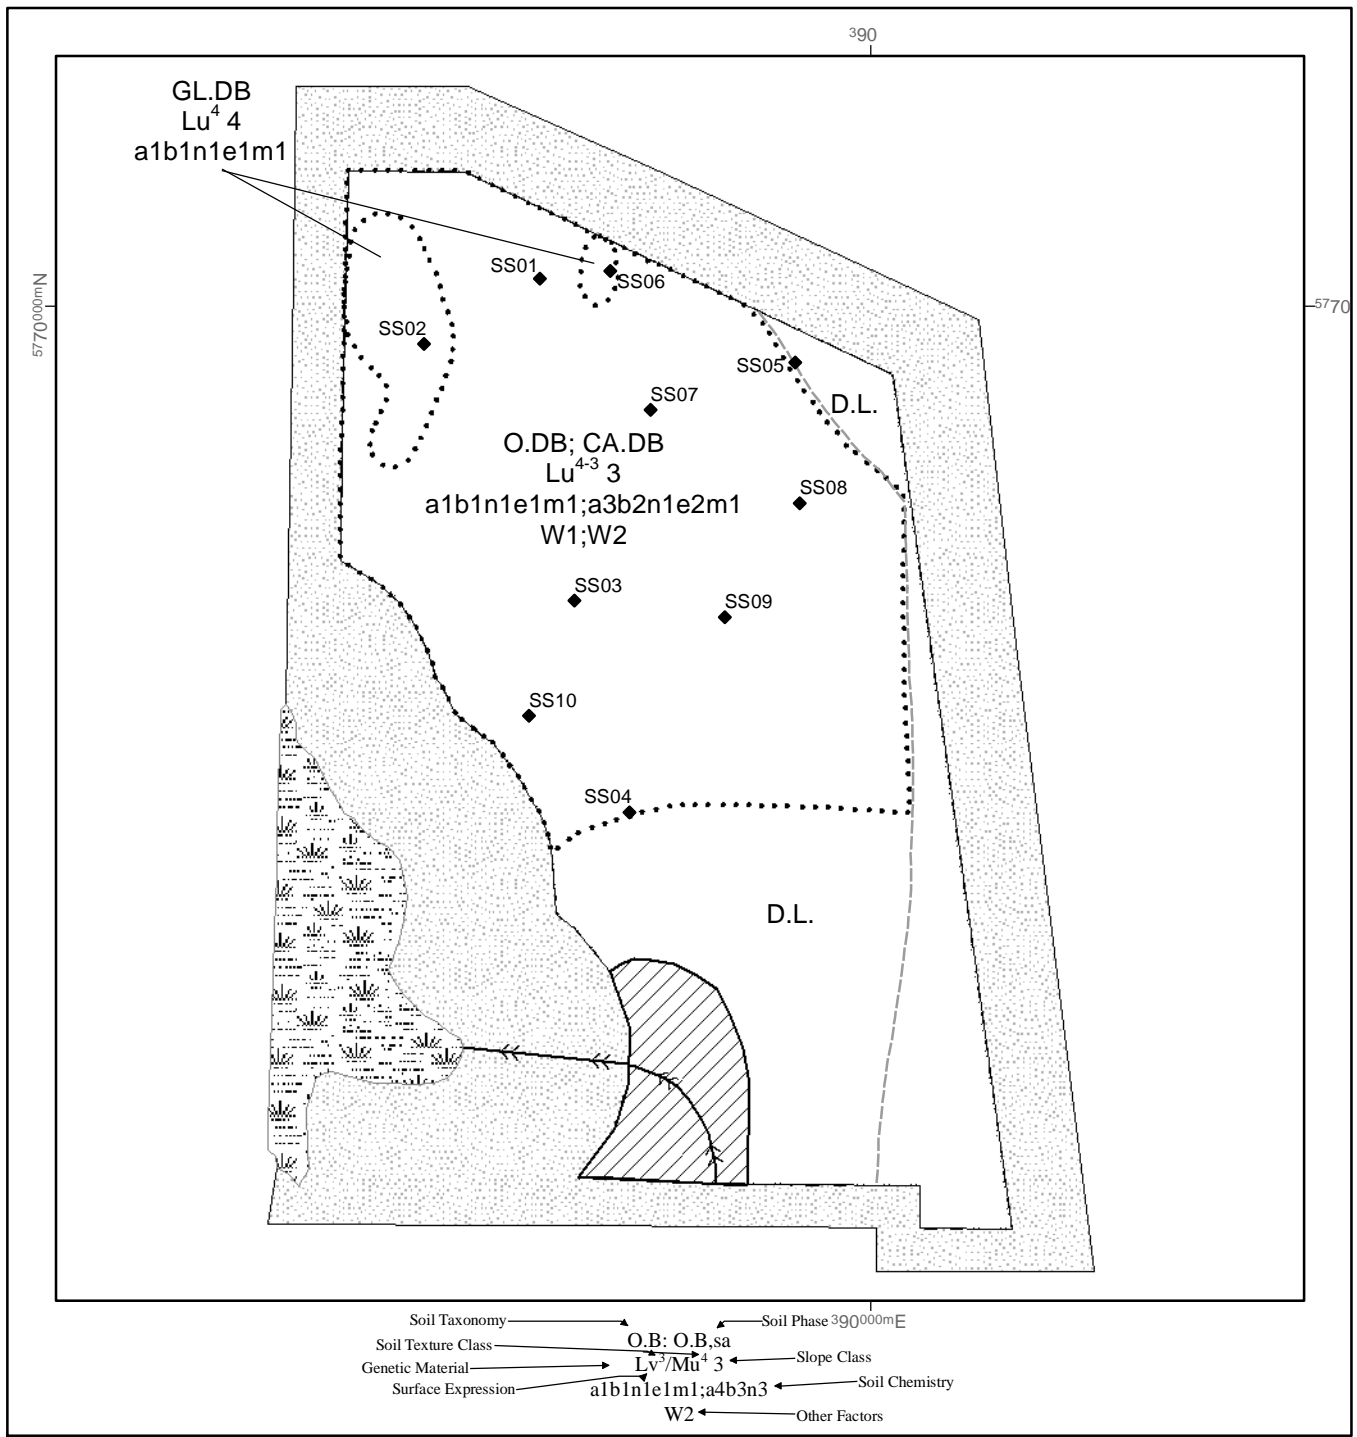 ³90
GL.DB
Lu⁴ 4
a1b1n1e1m1
⁵⁷70⁰⁰⁰ᵐN
⁵⁷70
SS01
SS06
SS02
SS05
D.L.
SS07
O.DB; CA.DB
Lu⁴⁻³ 3
a1b1n1e1m1;a3b2n1e2m1
W1;W2
SS08
SS03
SS09
SS10
SS04
D.L.
³90⁰⁰⁰ᵐE
Soil Taxonomy
Soil Phase
O.B: O.B,sa
Soil Texture Class
Lv³/Mu⁴ 3
Slope Class
Genetic Material
Surface Expression
a1b1n1e1m1;a4b3n3
Soil Chemistry
W2
Other Factors